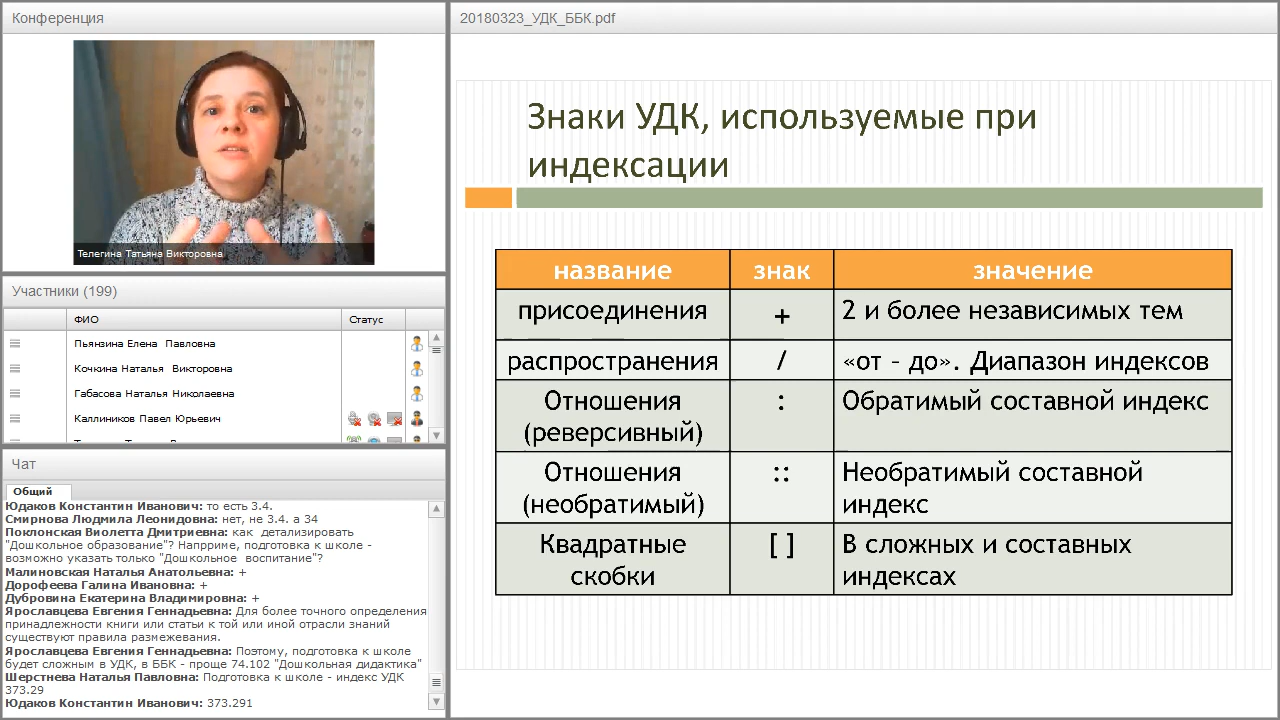 Конференция
Телегина Татьяна Викторовна
Участники (199)
ФИО Статус
Пьянзина Елена Павловна
Кочкина Наталья Викторовна
Габасова Наталья Николаевна
Каллиников Павел Юрьевич
Чат
Общий
Юдаков Константин Иванович: то есть 3.4.
Смирнова Людмила Леонидовна: нет, не 3.4. а 34
Поклонская Виолетта Дмитриевна: как детализировать
"Дошкольное образование"? Напприме, подготовка к школе -
возможно указать только "Дошкольное воспитание"?
Малиновская Наталья Анатольевна: +
Дорофеева Галина Ивановна: +
Дубровина Екатерина Владимировна: +
Ярославцева Евгения Геннадьевна: Для более точного определения
принадлежности книги или статьи к той или иной отрасли знаний
существуют правила размежевания.
Ярославцева Евгения Геннадьевна: Поэтому, подготовка к школе
будет сложным в УДК, в ББК - проще 74.102 "Дошкольная дидактика"
Шерстнева Наталья Павловна: Подготовка к школе - индекс УДК
373.29
Юдаков Константин Иванович: 373.291
20180323_УДК_ББК.pdf
Знаки УДК, используемые при
индексации
название знак значение
присоединения + 2 и более независимых тем
распространения / «от – до». Диапазон индексов
Отношения : Обратимый составной индекс
(реверсивный)
Отношения :: Необратимый составной
(необратимый) индекс
Квадратные [ ] В сложных и составных
скобки индексах